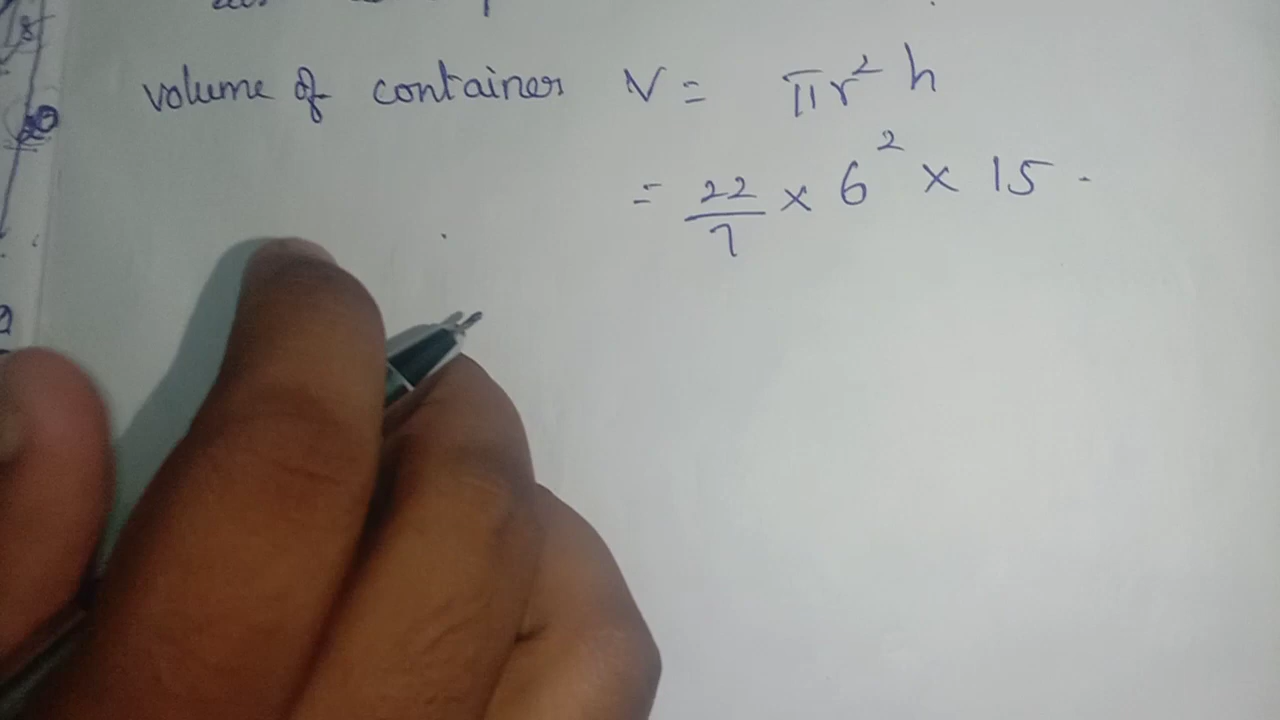 volume of container V = πr² h
= 22/7 × 6² × 15.